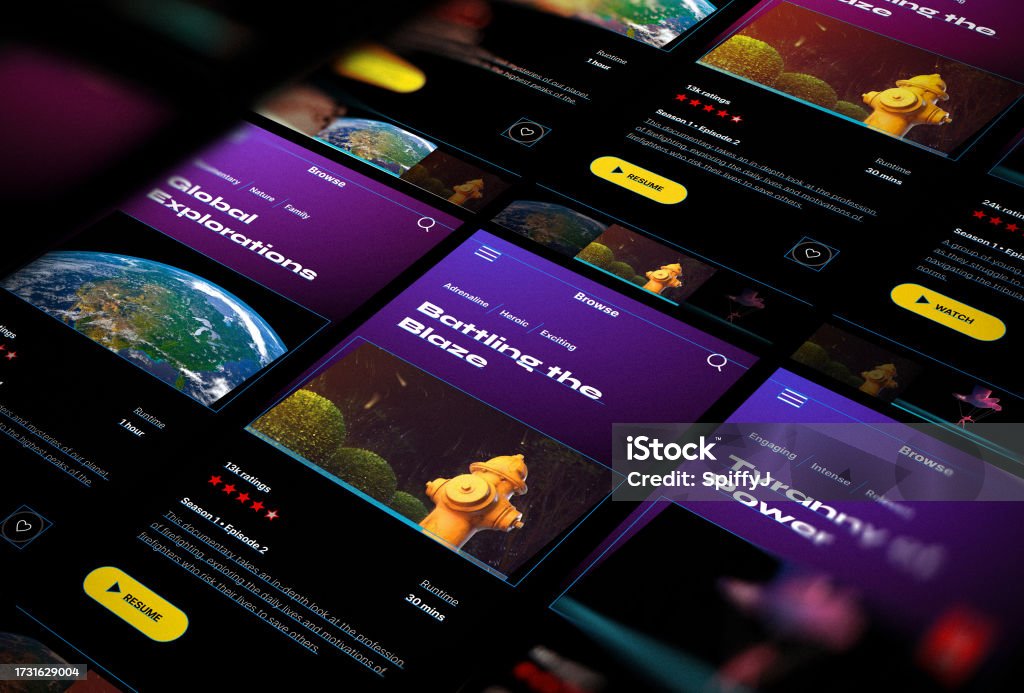 Runtime
1 hour
mysteries of our planet,
the highest peaks of the
Blaze
13k ratings
Season 1 • Episode 2
This documentary takes an in-depth look at the profession
of firefighting, exploring the daily lives and motivations of
firefighters who risk their lives to save others.
Runtime
30 mins
RESUME
24k
Season 1 • Episode
A group of young
as they struggle to
navigating the
norms.
WATCH
Browse
Nature / Family
Global
Explorations
ratings
Runtime
1 hour
and mysteries of our planet,
to the highest peaks of the
Browse
Adrenaline / Heroic / Exciting
Battling the
Blaze
13k ratings
Season 1 • Episode 2
This documentary takes an in-depth look at the profession
of firefighting, exploring the daily lives and motivations of
firefighters who risk their lives to save others.
Runtime
30 mins
RESUME
Browse
Engaging / Intense
Tyranny of
Power
iStock™
Credit: SpiffyJ
1731629004